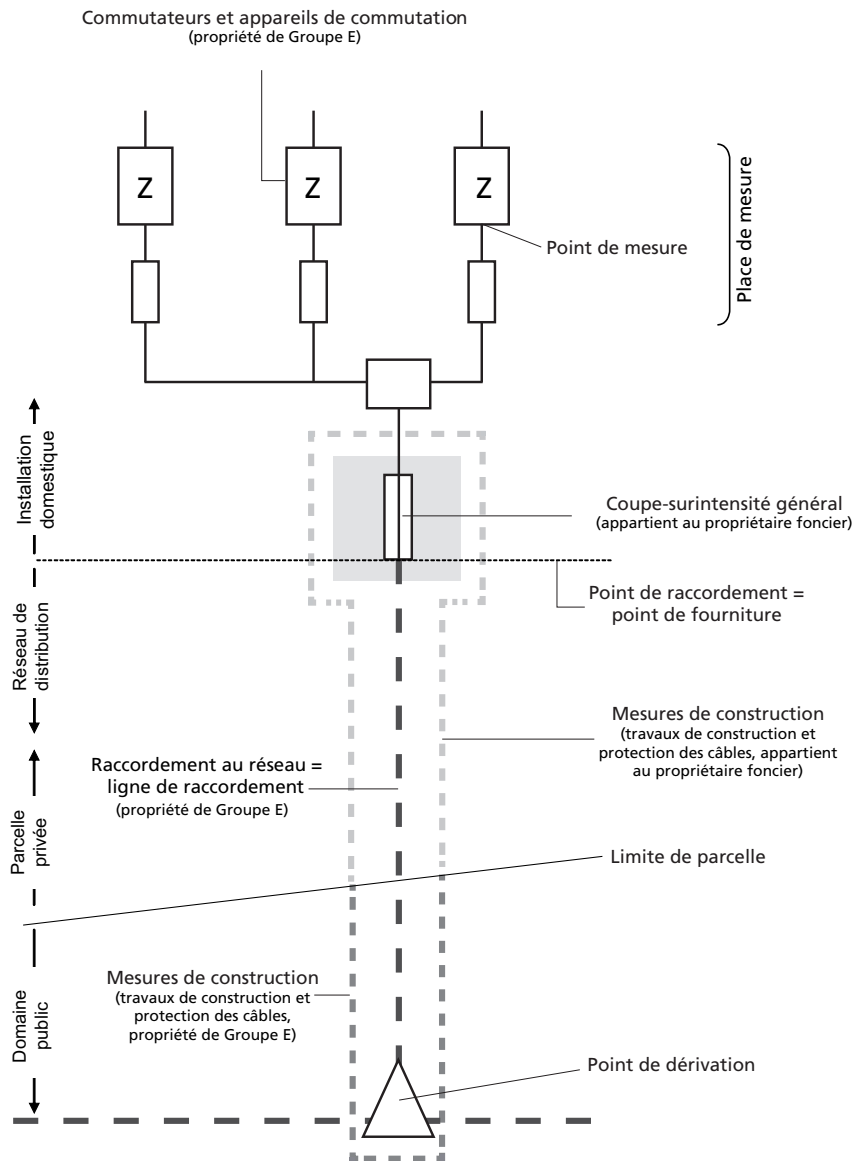 Commutateurs et appareils de commutation
(propriété de Groupe E)
Z
Z
Z
Place de mesure
Point de mesure
Installation
domestique
Coupe-surintensité général
(appartient au propriétaire foncier)
Point de raccordement =
point de fourniture
Réseau de
distribution
Mesures de construction
(travaux de construction et
protection des câbles, appartient
au propriétaire foncier)
Raccordement au réseau =
ligne de raccordement
(propriété de Groupe E)
Parcelle
privée
Limite de parcelle
Mesures de construction
(travaux de construction et
protection des câbles,
propriété de Groupe E)
Domaine
public
Point de dérivation